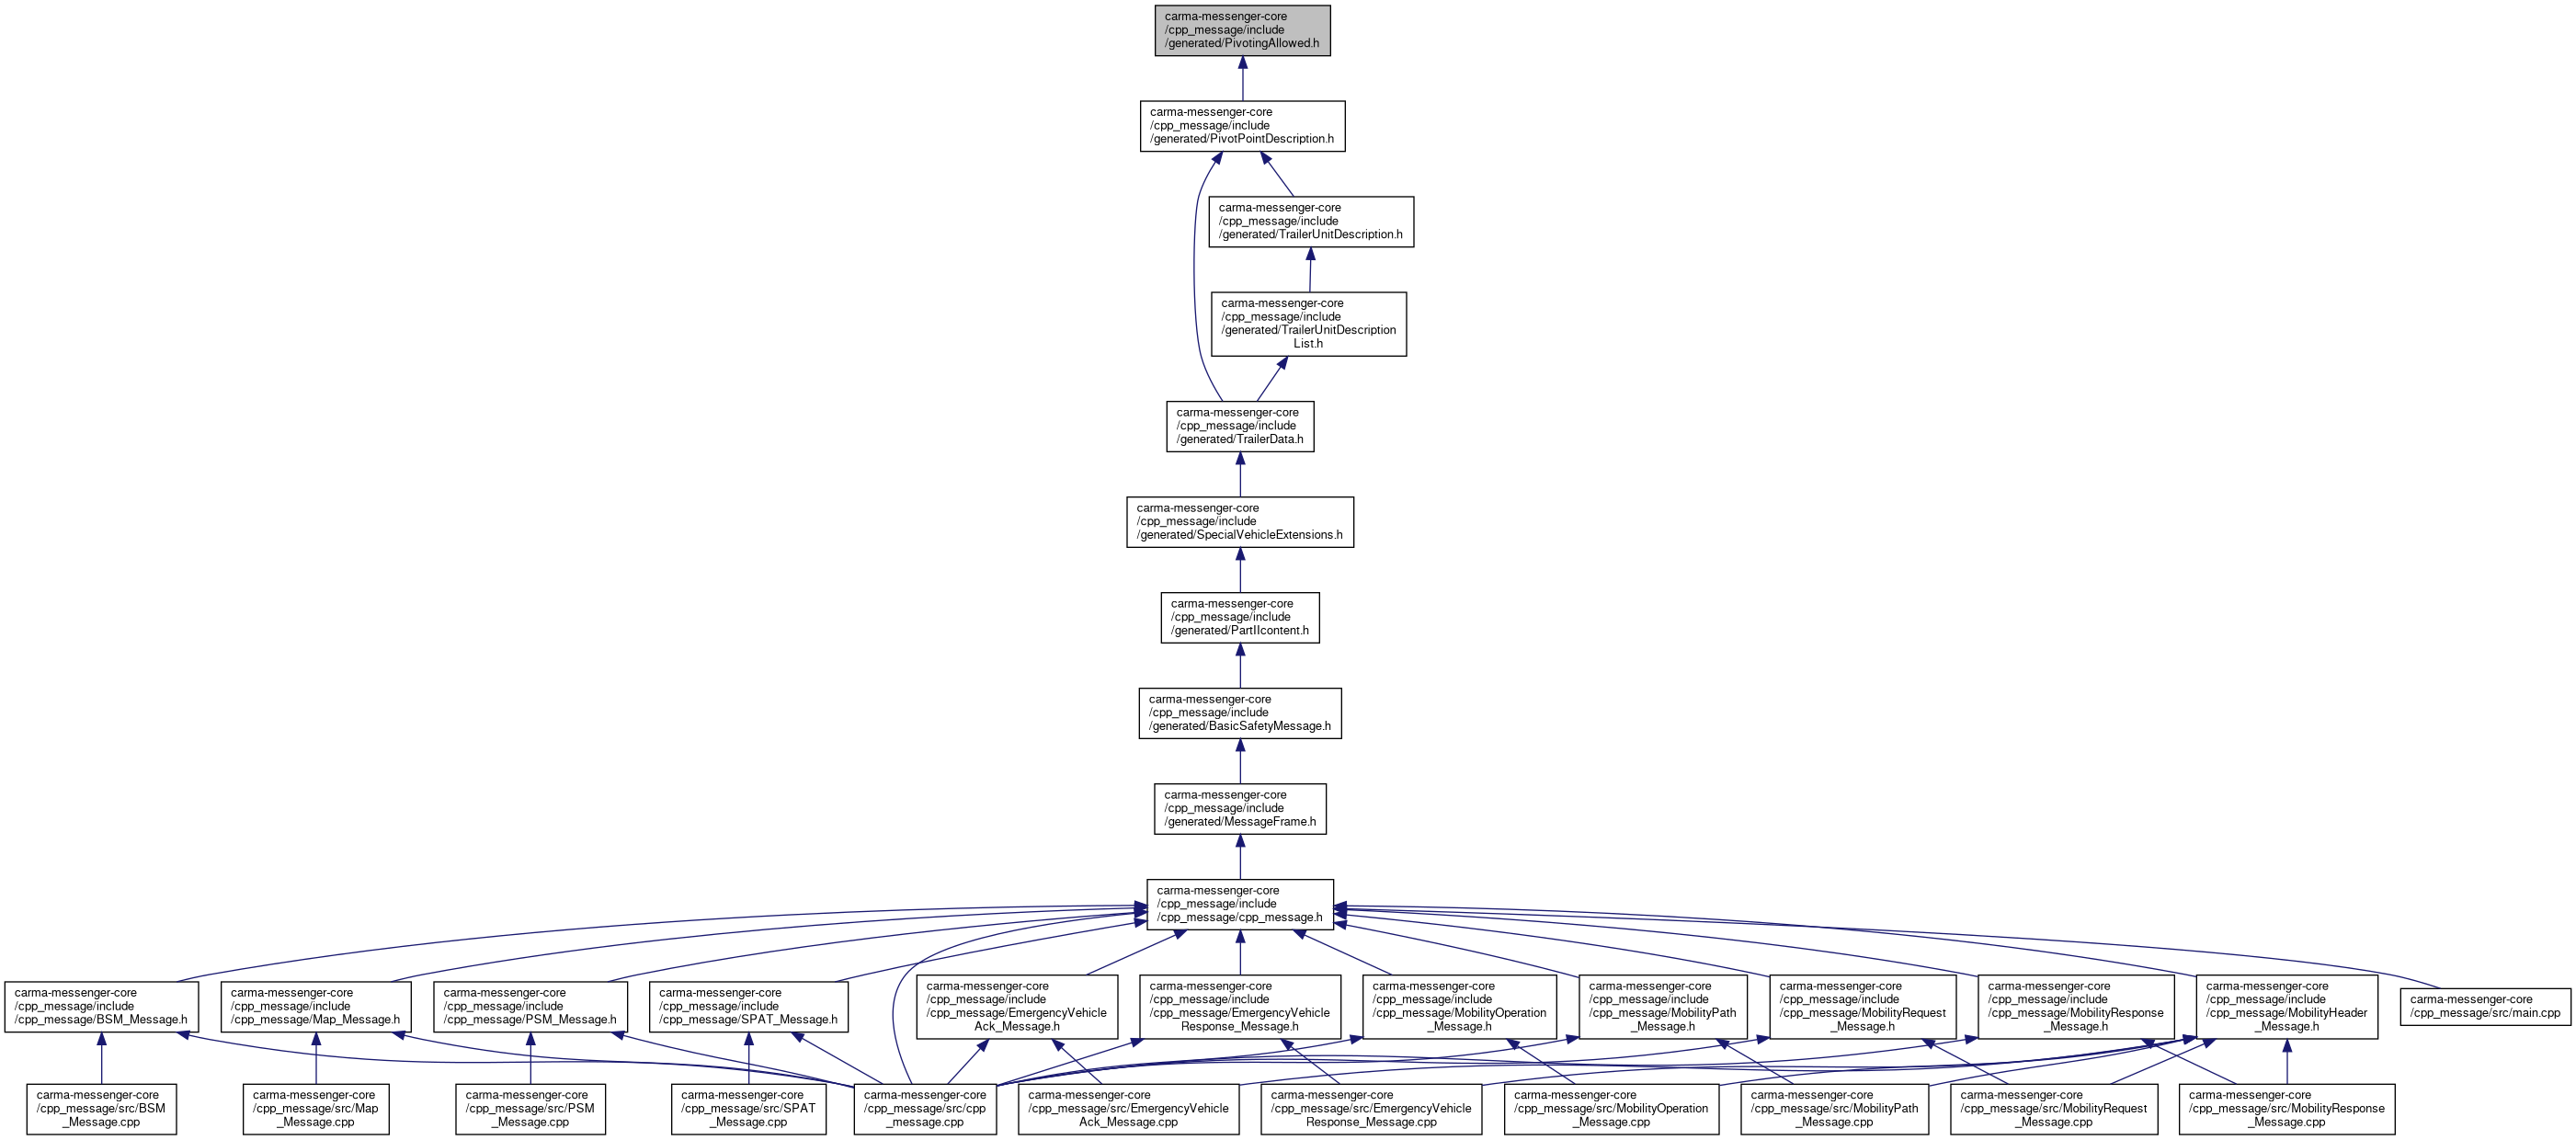 carma-messenger-core
/cpp_message/include
/generated/PivotingAllowed.h
carma-messenger-core
/cpp_message/include
/generated/PivotPointDescription.h
carma-messenger-core
/cpp_message/include
/generated/TrailerUnitDescription.h
carma-messenger-core
/cpp_message/include
/generated/TrailerUnitDescription
List.h
carma-messenger-core
/cpp_message/include
/generated/TrailerData.h
carma-messenger-core
/cpp_message/include
/generated/SpecialVehicleExtensions.h
carma-messenger-core
/cpp_message/include
/generated/PartIIcontent.h
carma-messenger-core
/cpp_message/include
/generated/BasicSafetyMessage.h
carma-messenger-core
/cpp_message/include
/generated/MessageFrame.h
carma-messenger-core
/cpp_message/include
/cpp_message/cpp_message.h
carma-messenger-core
/cpp_message/include
/cpp_message/BSM_Message.h
carma-messenger-core
/cpp_message/include
/cpp_message/Map_Message.h
carma-messenger-core
/cpp_message/include
/cpp_message/PSM_Message.h
carma-messenger-core
/cpp_message/include
/cpp_message/SPAT_Message.h
carma-messenger-core
/cpp_message/include
/cpp_message/EmergencyVehicle
Ack_Message.h
carma-messenger-core
/cpp_message/include
/cpp_message/EmergencyVehicle
Response_Message.h
carma-messenger-core
/cpp_message/include
/cpp_message/MobilityOperation
_Message.h
carma-messenger-core
/cpp_message/include
/cpp_message/MobilityPath
_Message.h
carma-messenger-core
/cpp_message/include
/cpp_message/MobilityRequest
_Message.h
carma-messenger-core
/cpp_message/include
/cpp_message/MobilityResponse
_Message.h
carma-messenger-core
/cpp_message/include
/cpp_message/MobilityHeader
_Message.h
carma-messenger-core
/cpp_message/src/main.cpp
carma-messenger-core
/cpp_message/src/BSM
_Message.cpp
carma-messenger-core
/cpp_message/src/Map
_Message.cpp
carma-messenger-core
/cpp_message/src/PSM
_Message.cpp
carma-messenger-core
/cpp_message/src/SPAT
_Message.cpp
carma-messenger-core
/cpp_message/src/cpp
_message.cpp
carma-messenger-core
/cpp_message/src/EmergencyVehicle
Ack_Message.cpp
carma-messenger-core
/cpp_message/src/EmergencyVehicle
Response_Message.cpp
carma-messenger-core
/cpp_message/src/MobilityOperation
_Message.cpp
carma-messenger-core
/cpp_message/src/MobilityPath
_Message.cpp
carma-messenger-core
/cpp_message/src/MobilityRequest
_Message.cpp
carma-messenger-core
/cpp_message/src/MobilityResponse
_Message.cpp